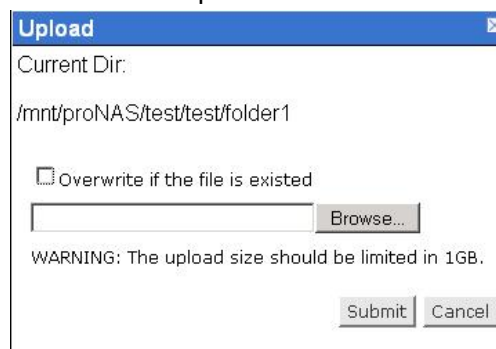 Upload
Current Dir:
/mnt/proNAS/test/test/folder1
Overwrite if the file is existed
Browse...
WARNING: The upload size should be limited in 1GB.
Submit Cancel